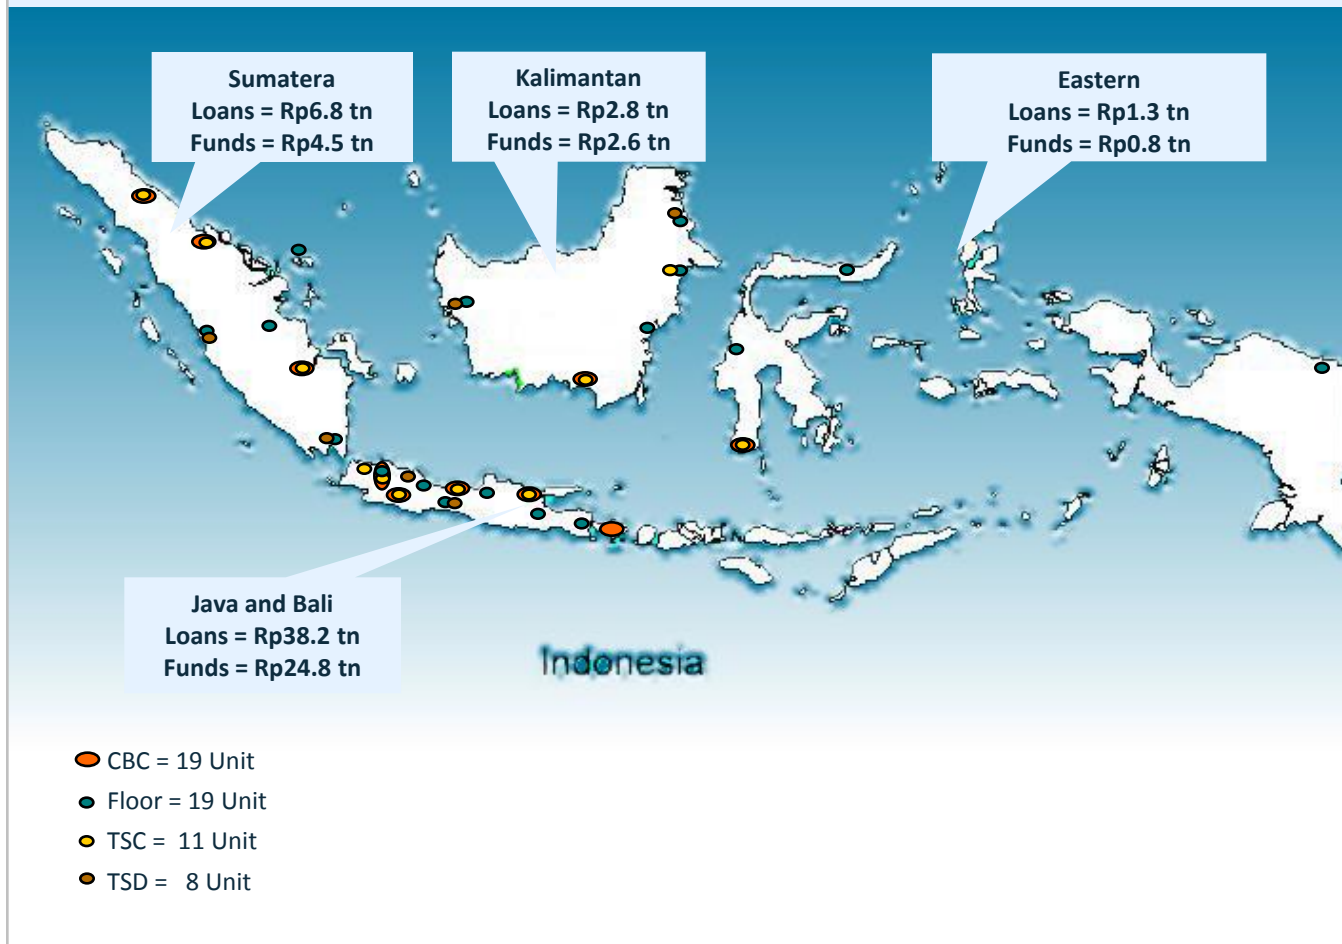 Sumatera
Loans = Rp6.8 tn
Funds = Rp4.5 tn
Kalimantan
Loans = Rp2.8 tn
Funds = Rp2.6 tn
Eastern
Loans = Rp1.3 tn
Funds = Rp0.8 tn
Java and Bali
Loans = Rp38.2 tn
Funds = Rp24.8 tn
Indonesia
CBC = 19 Unit
Floor = 19 Unit
TSC = 11 Unit
TSD = 8 Unit